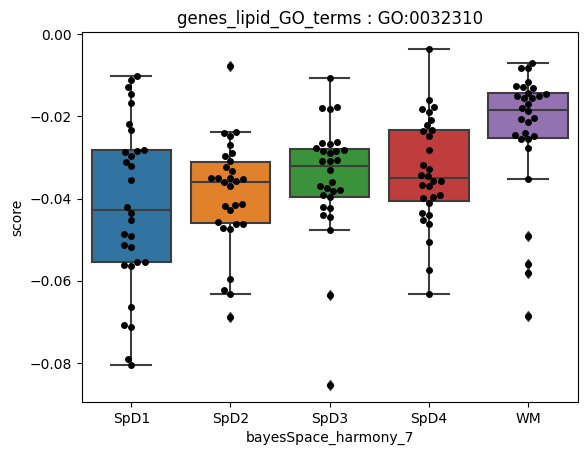 genes_lipid_GO_terms : GO:0032310
0.00
−0.02
−0.04
−0.06
−0.08
score
SpD1 SpD2 SpD3 SpD4 WM
bayesSpace_harmony_7